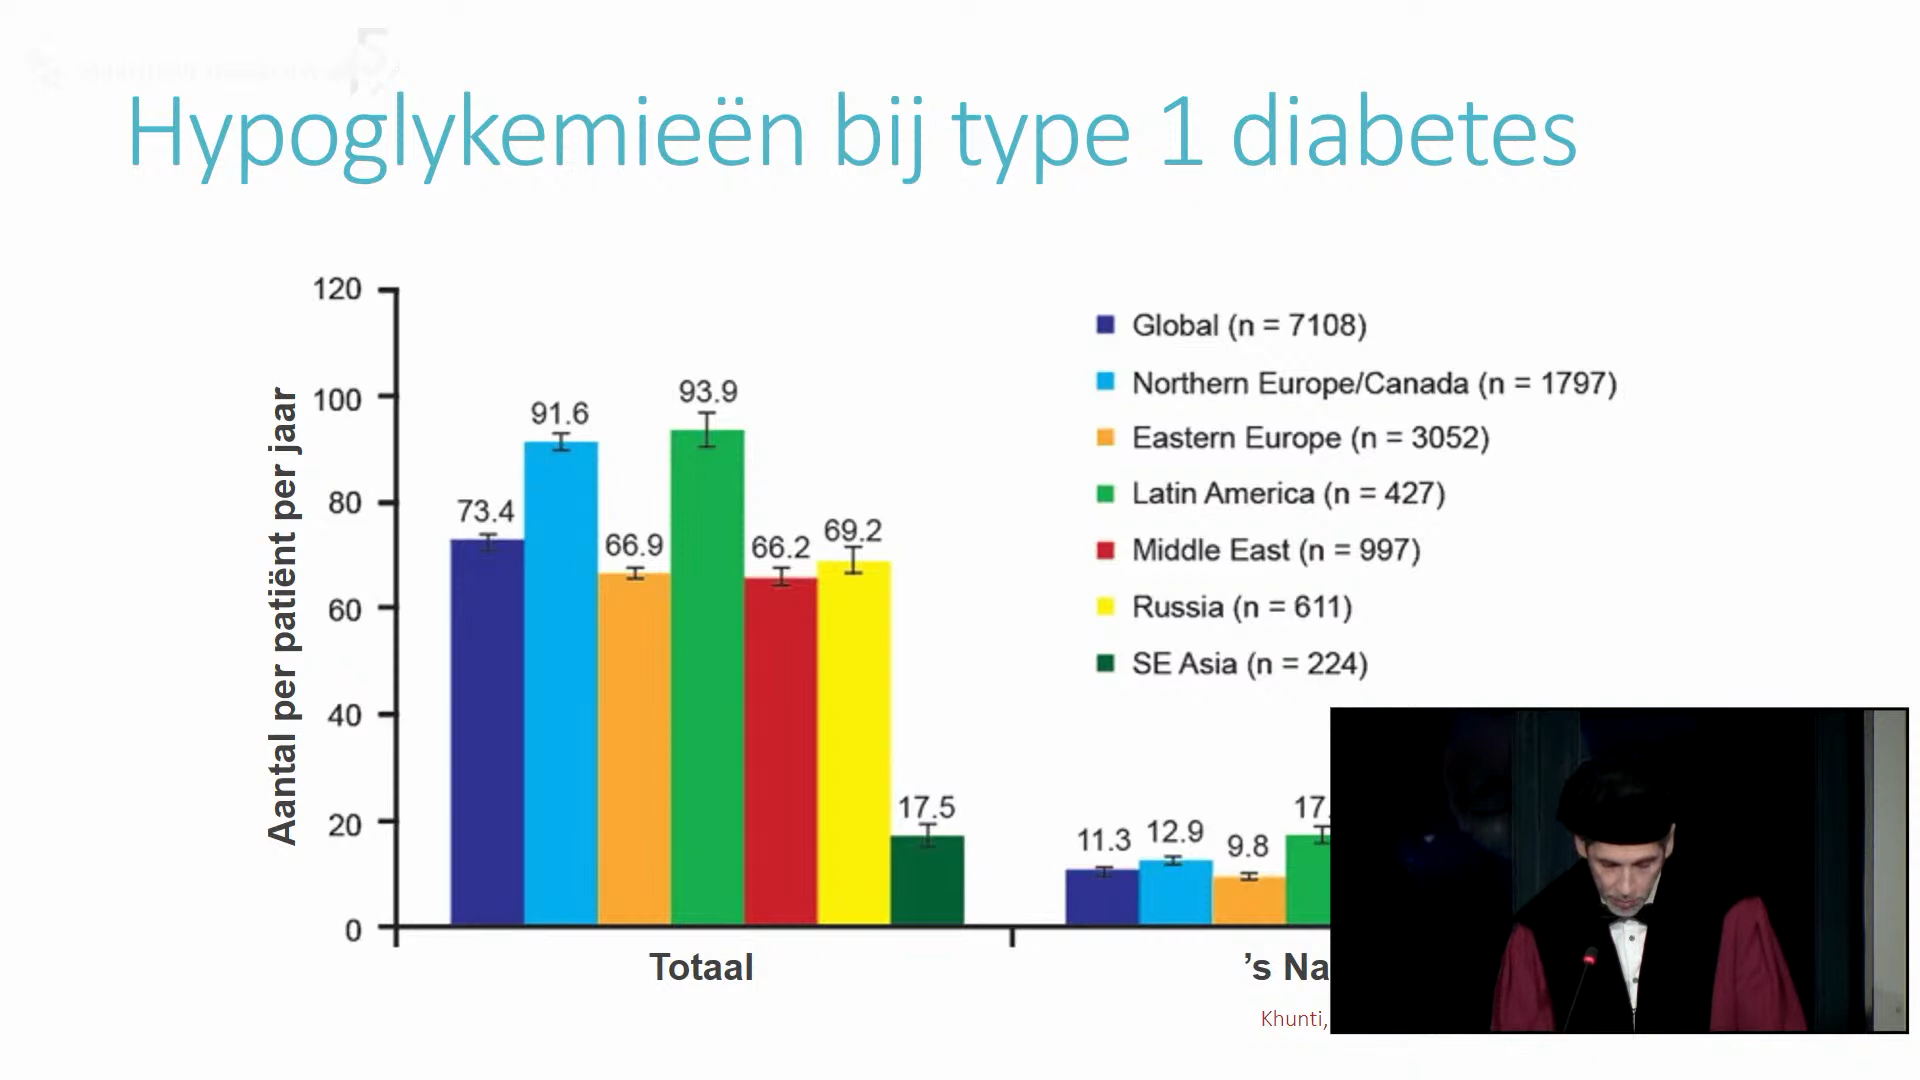 Hypoglykemieën bij type 1 diabetes
Aantal per patiënt per jaar
120
100
80
60
40
20
0
73.4
91.6
66.9
93.9
66.2
69.2
17.5
11.3
12.9
9.8
17.
Global (n = 7108)
Northern Europe/Canada (n = 1797)
Eastern Europe (n = 3052)
Latin America (n = 427)
Middle East (n = 997)
Russia (n = 611)
SE Asia (n = 224)
Totaal
’s Na
Khunti,